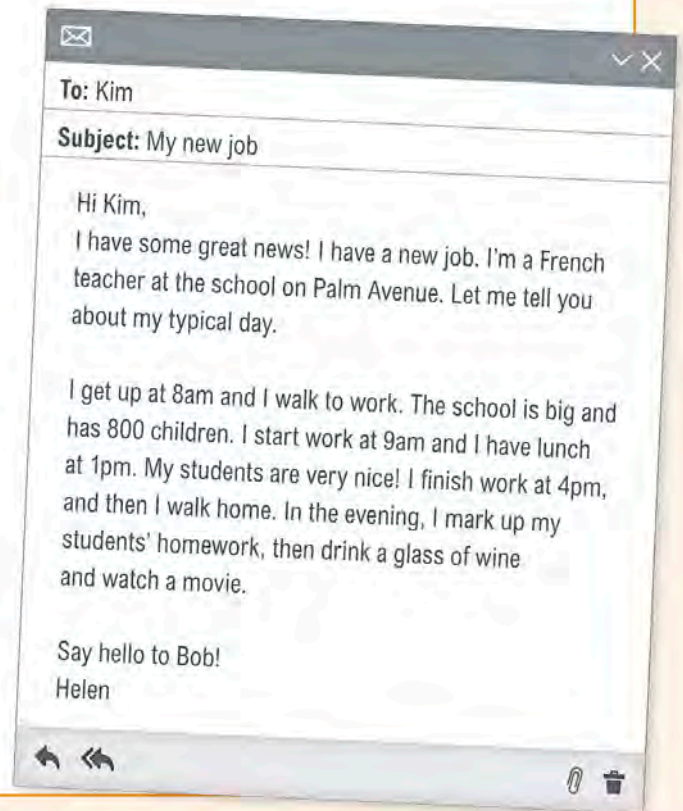 To: Kim
Subject: My new job
Hi Kim,
I have some great news! I have a new job. I'm a French
teacher at the school on Palm Avenue. Let me tell you
about my typical day.
I get up at 8am and I walk to work. The school is big and
has 800 children. I start work at 9am and I have lunch
at 1pm. My students are very nice! I finish work at 4pm,
and then I walk home. In the evening, I mark up my
students' homework, then drink a glass of wine
and watch a movie.
Say hello to Bob!
Helen